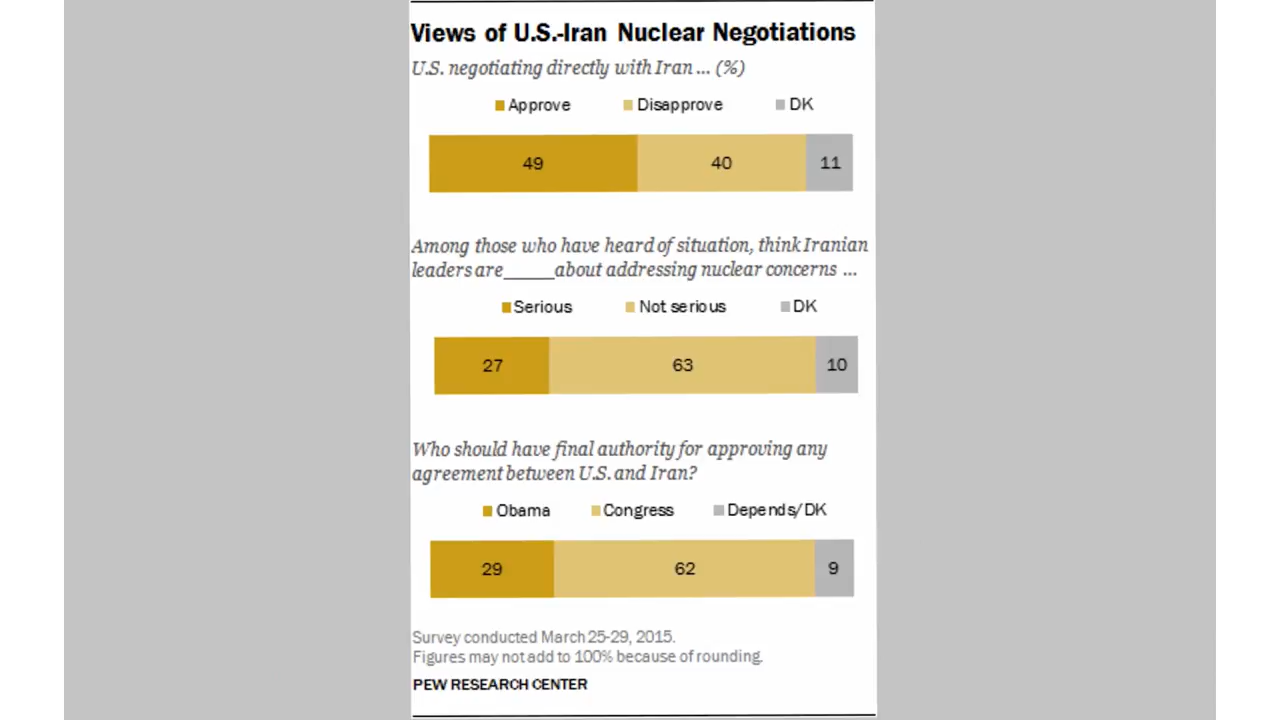 Views of U.S.-Iran Nuclear Negotiations
U.S. negotiating directly with Iran ... (%)
Approve Disapprove DK
49 40 11
Among those who have heard of situation, think Iranian
leaders are_____about addressing nuclear concerns ...
Serious Not serious DK
27 63 10
Who should have final authority for approving any
agreement between U.S. and Iran?
Obama Congress Depends/DK
29 62 9
Survey conducted March 25-29, 2015.
Figures may not add to 100% because of rounding.
PEW RESEARCH CENTER